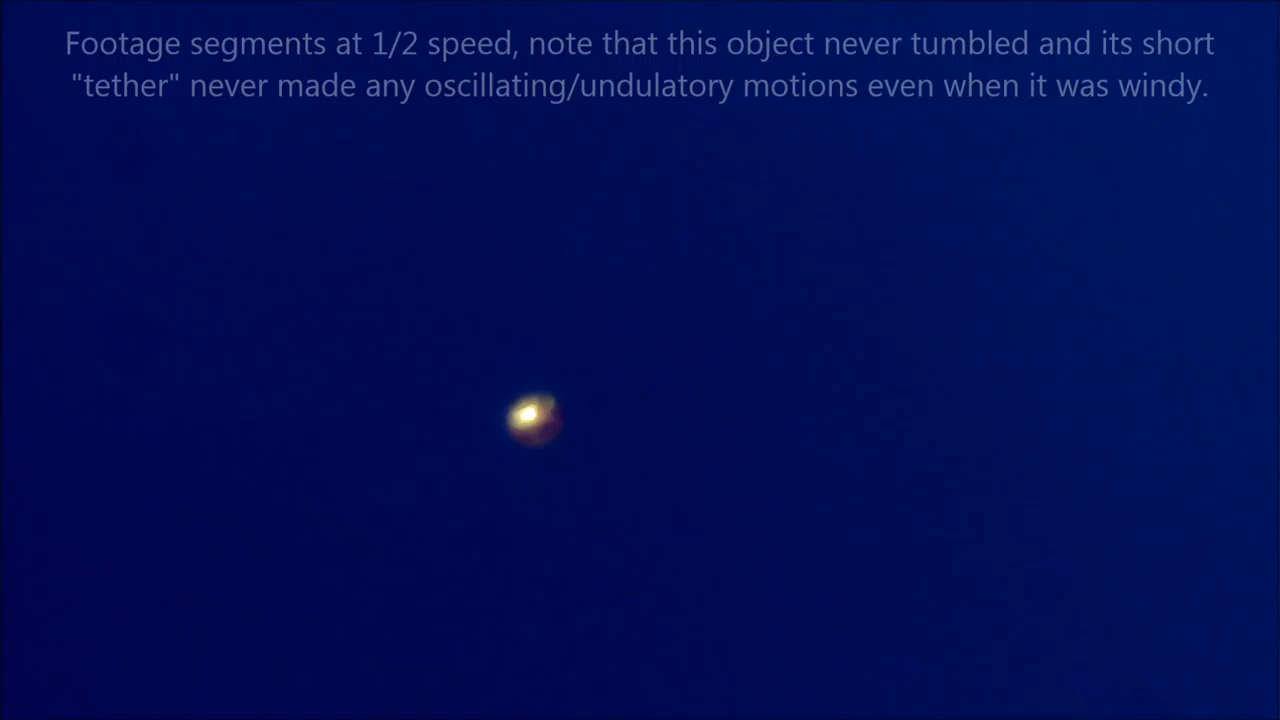 Footage segments at 1/2 speed, note that this object never tumbled and its short
"tether" never made any oscillating/undulatory motions even when it was windy.